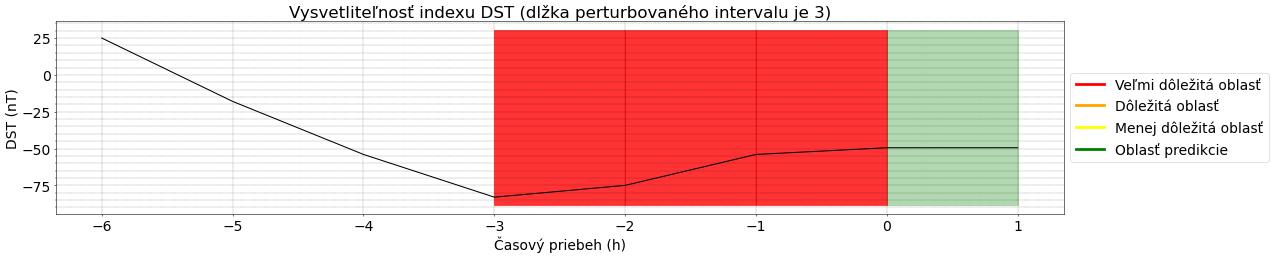 Vysvetliteľnosť indexu DST (dĺžka perturbovaného intervalu je 3)
25
0
−25
−50
−75
DST (nT)
−6 −5 −4 −3 −2 −1 0 1
Časový priebeh (h)
Veľmi dôležitá oblasť
Dôležitá oblasť
Menej dôležitá oblasť
Oblasť predikcie